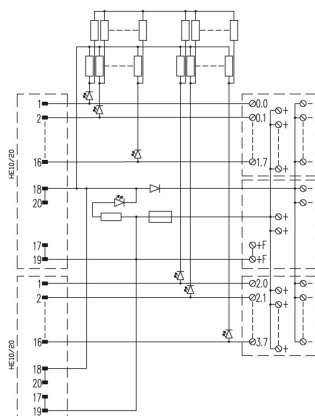 1 0.0 + -
2 0.1 + -
16 1.7 + -
HE10/20
18 -
20 -
+
+
17 +F
19 +F -
1 2.0 + -
2 2.1 + -
16 3.7 + -
HE10/20
18
20
17
19